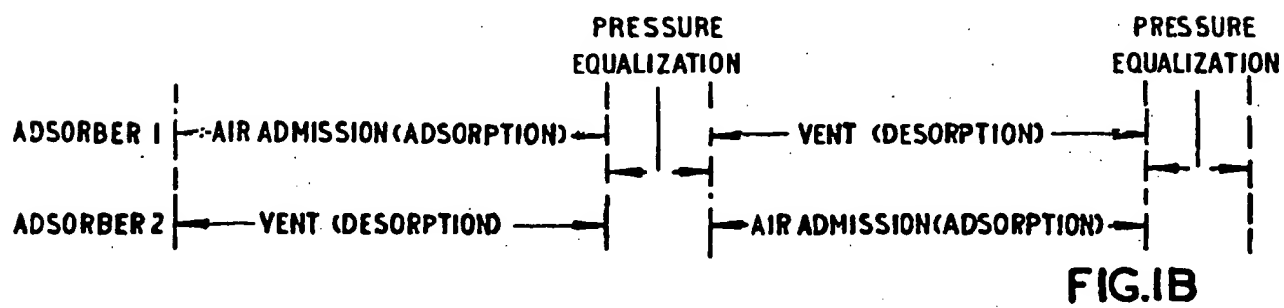 PRESSURE
EQUALIZATION
PRESSURE
EQUALIZATION
ADSORBER 1 AIR ADMISSION (ADSORPTION) VENT (DESORPTION)
ADSORBER 2 VENT (DESORPTION) AIR ADMISSION (ADSORPTION)
FIG.1B